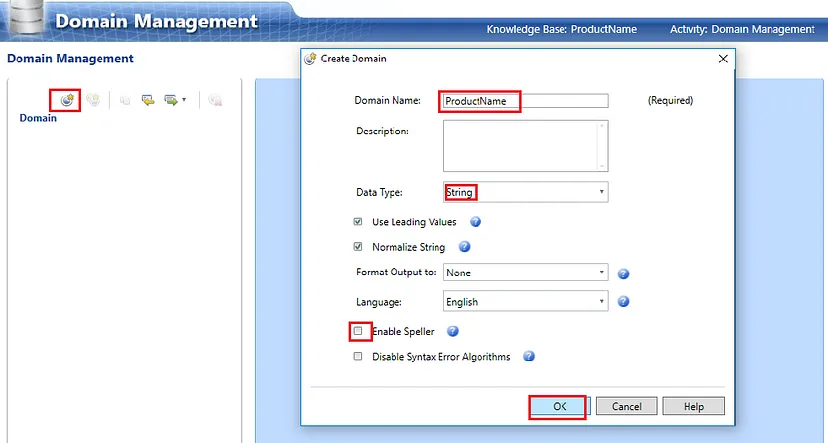 Domain Management
Knowledge Base: ProductName Activity: Domain Management
Domain Management
Domain
Create Domain
Domain Name: ProductName (Required)
Description:
Data Type: String
Use Leading Values
Normalize String
Format Output to: None
Language: English
Enable Speller
Disable Syntax Error Algorithms
OK Cancel Help